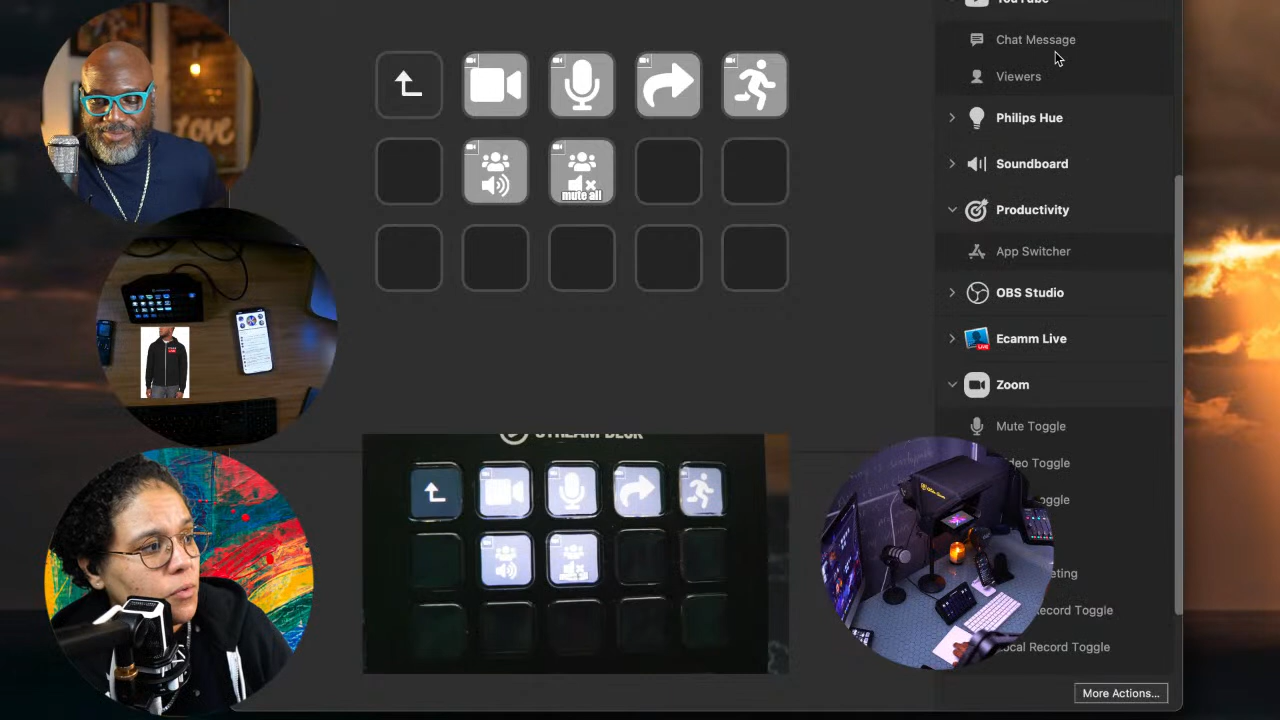 YouTube
Chat Message
Viewers
Philips Hue
Soundboard
Productivity
App Switcher
OBS Studio
Ecamm Live
LIVE
Zoom
Mute Toggle
mute all
STREAM DECK
More Actions...